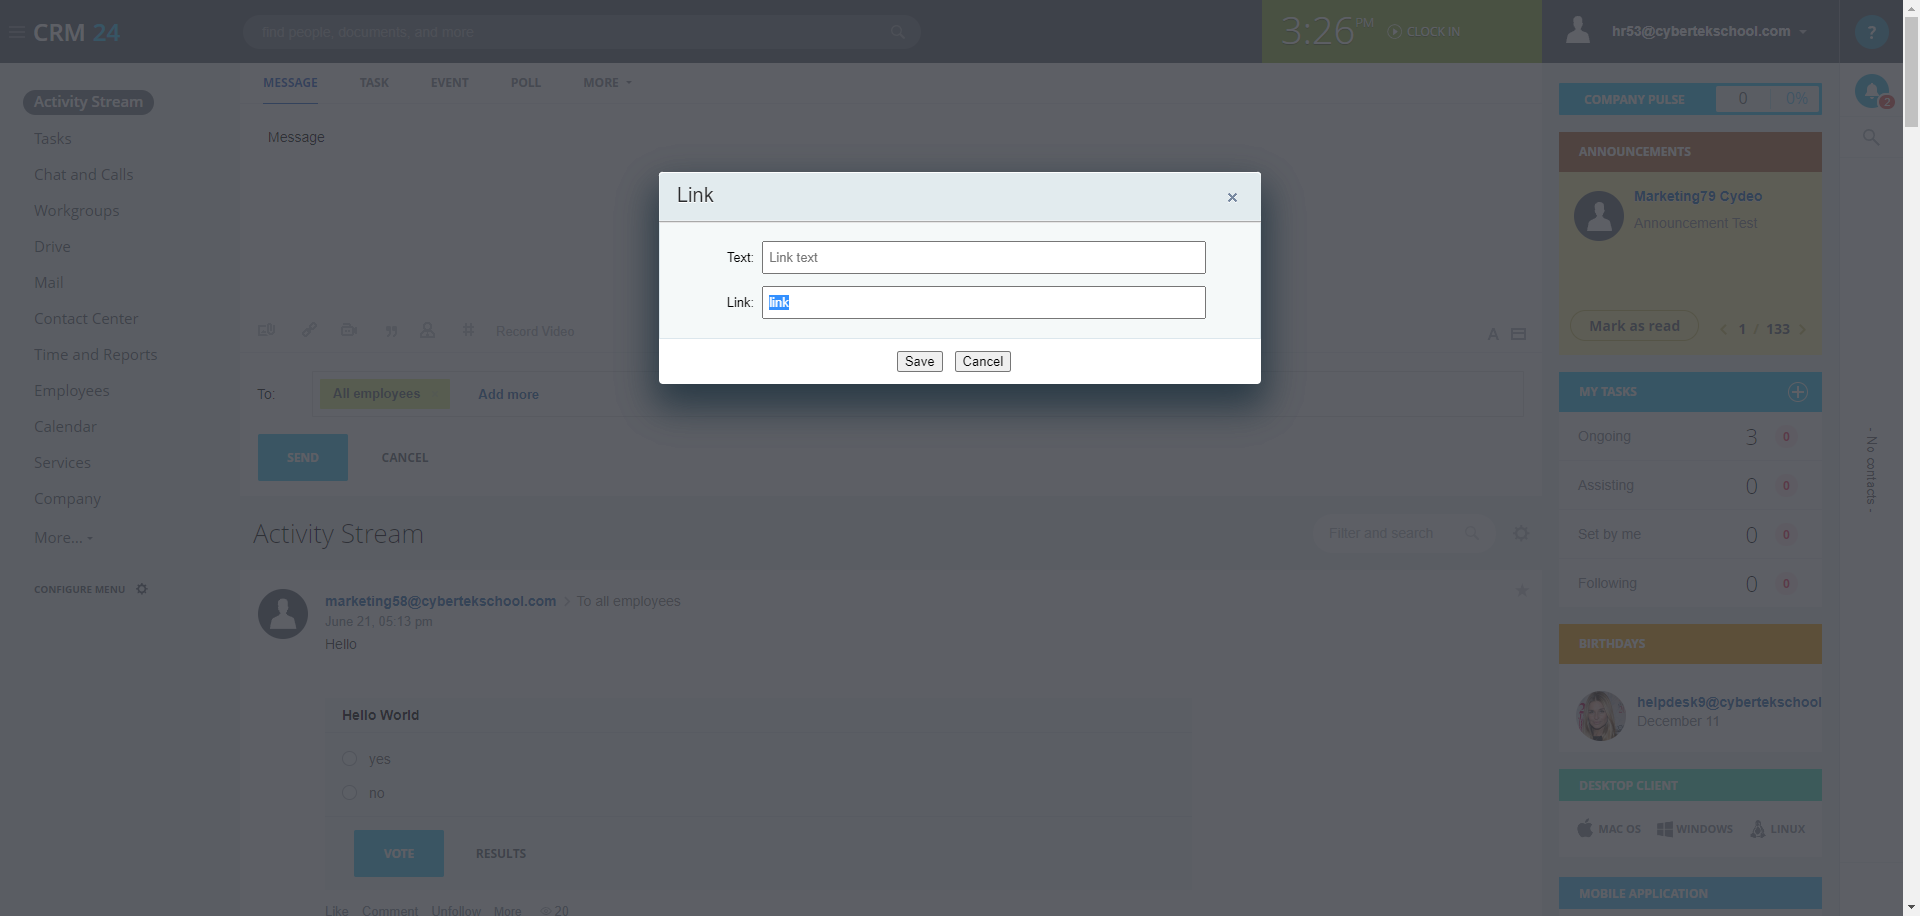 CRM 24
find people, documents, and more
3:26 PM
CLOCK IN
hr53@cybertekschool.com
?
MESSAGE TASK EVENT POLL MORE
2
Activity Stream
Tasks
Chat and Calls
Workgroups
Drive
Mail
Contact Center
Time and Reports
Employees
Calendar
Services
Company
More...
CONFIGURE MENU
Message
Record Video
A
To: All employees Add more
SEND CANCEL
Link
×
Text: Link text
Link: link
Save Cancel
Activity Stream
Filter and search
marketing58@cybertekschool.com > To all employees
June 21, 05:13 pm
Hello
Hello World
yes
no
VOTE RESULTS
Like Comment Unfollow More 20
COMPANY PULSE 0 0%
ANNOUNCEMENTS
Marketing79 Cydeo
Announcement Test
Mark as read < 1 / 133 >
MY TASKS
Ongoing 3 0
Assisting 0 0
Set by me 0 0
Following 0 0
BIRTHDAYS
helpdesk9@cybertekschool
December 11
DESKTOP CLIENT
MAC OS WINDOWS LINUX
MOBILE APPLICATION
- No contacts -